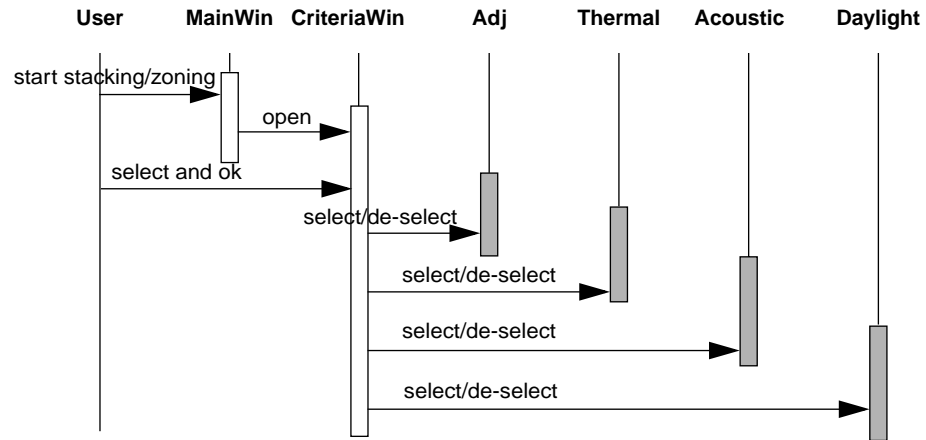 User MainWin CriteriaWin Adj Thermal Acoustic Daylight
start stacking/zoning
open
select and ok
select/de-select
select/de-select
select/de-select
select/de-select